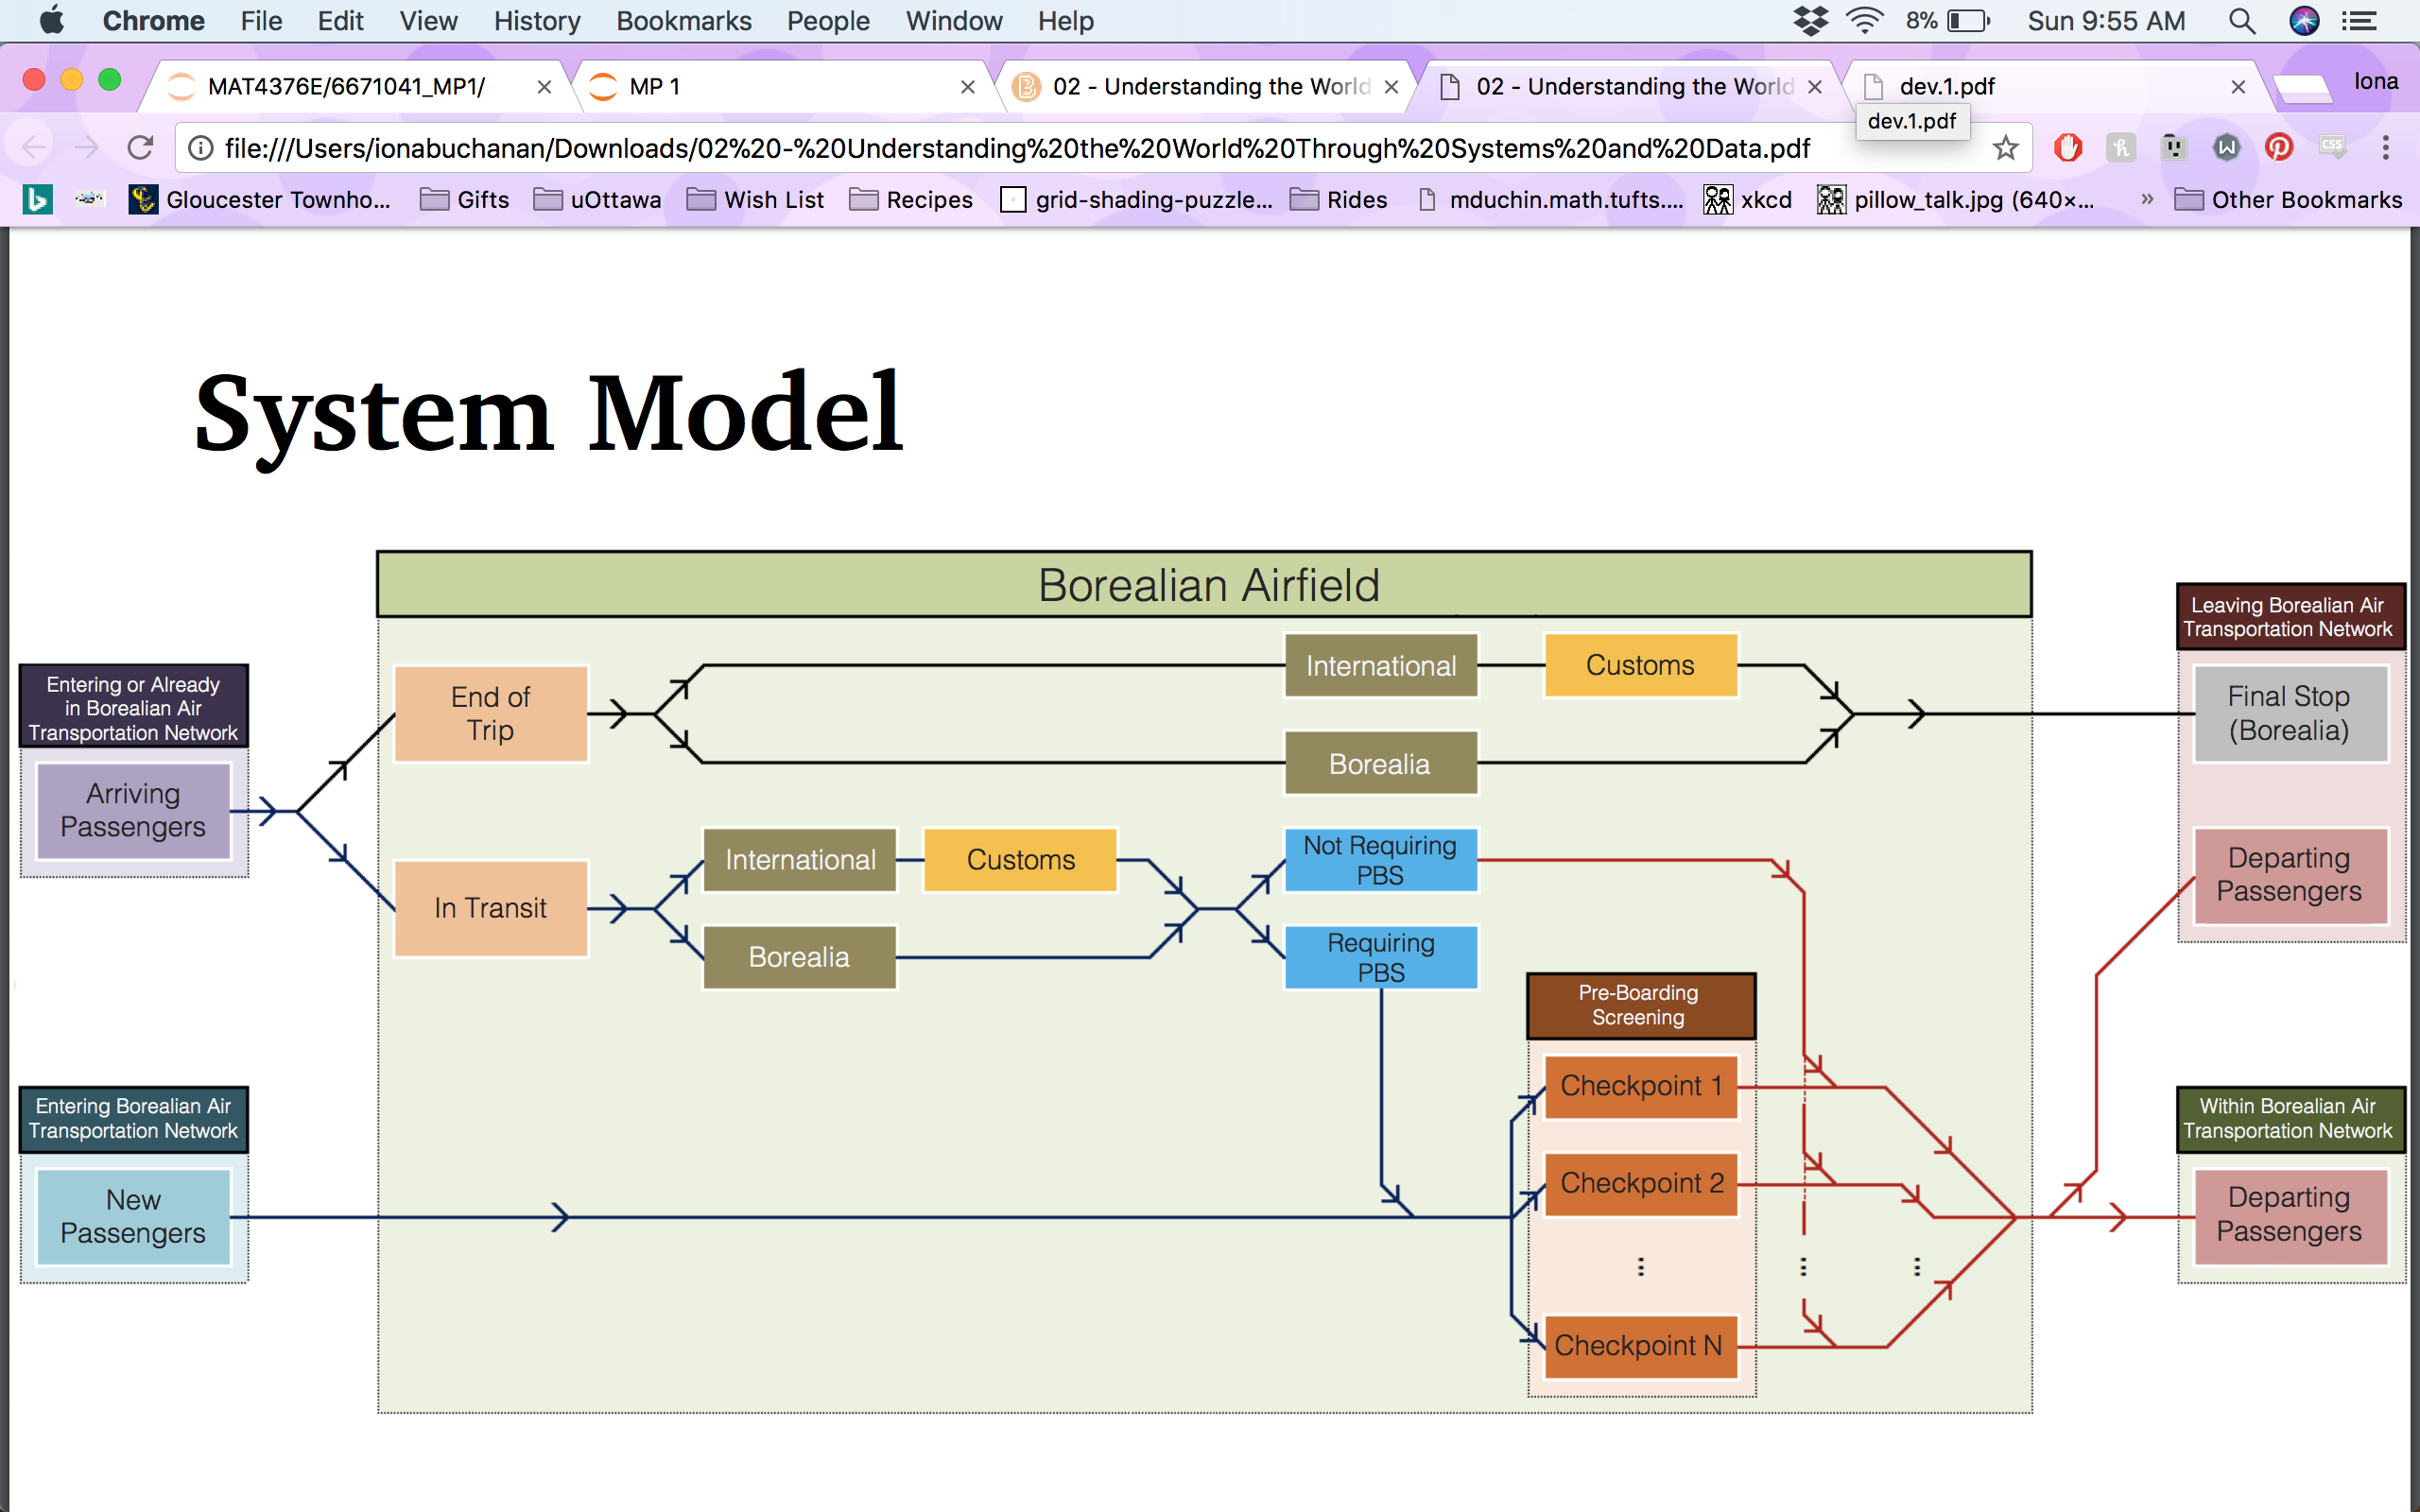 Chrome File Edit View History Bookmarks People Window Help 8% Sun 9:55 AM
MAT4376E/6671041_MP1/ MP 1 02 - Understanding the World 02 - Understanding the World dev.1.pdf Iona
dev.1.pdf
file:///Users/ionabuchanan/Downloads/02%20-%20Understanding%20the%20World%20Through%20Systems%20and%20Data.pdf
Gloucester Townho... Gifts uOttawa Wish List Recipes grid-shading-puzzle... Rides mduchin.math.tufts.... xkcd pillow_talk.jpg (640×... » Other Bookmarks
System Model
Borealian Airfield
Entering or Already
in Borealian Air
Transportation Network
Arriving
Passengers
End of
Trip
International
Customs
Borealia
Leaving Borealian Air
Transportation Network
Final Stop
(Borealia)
Departing
Passengers
In Transit
International
Customs
Borealia
Not Requiring
PBS
Requiring
PBS
Pre-Boarding
Screening
Checkpoint 1
Checkpoint 2
Checkpoint N
Entering Borealian Air
Transportation Network
New
Passengers
Within Borealian Air
Transportation Network
Departing
Passengers